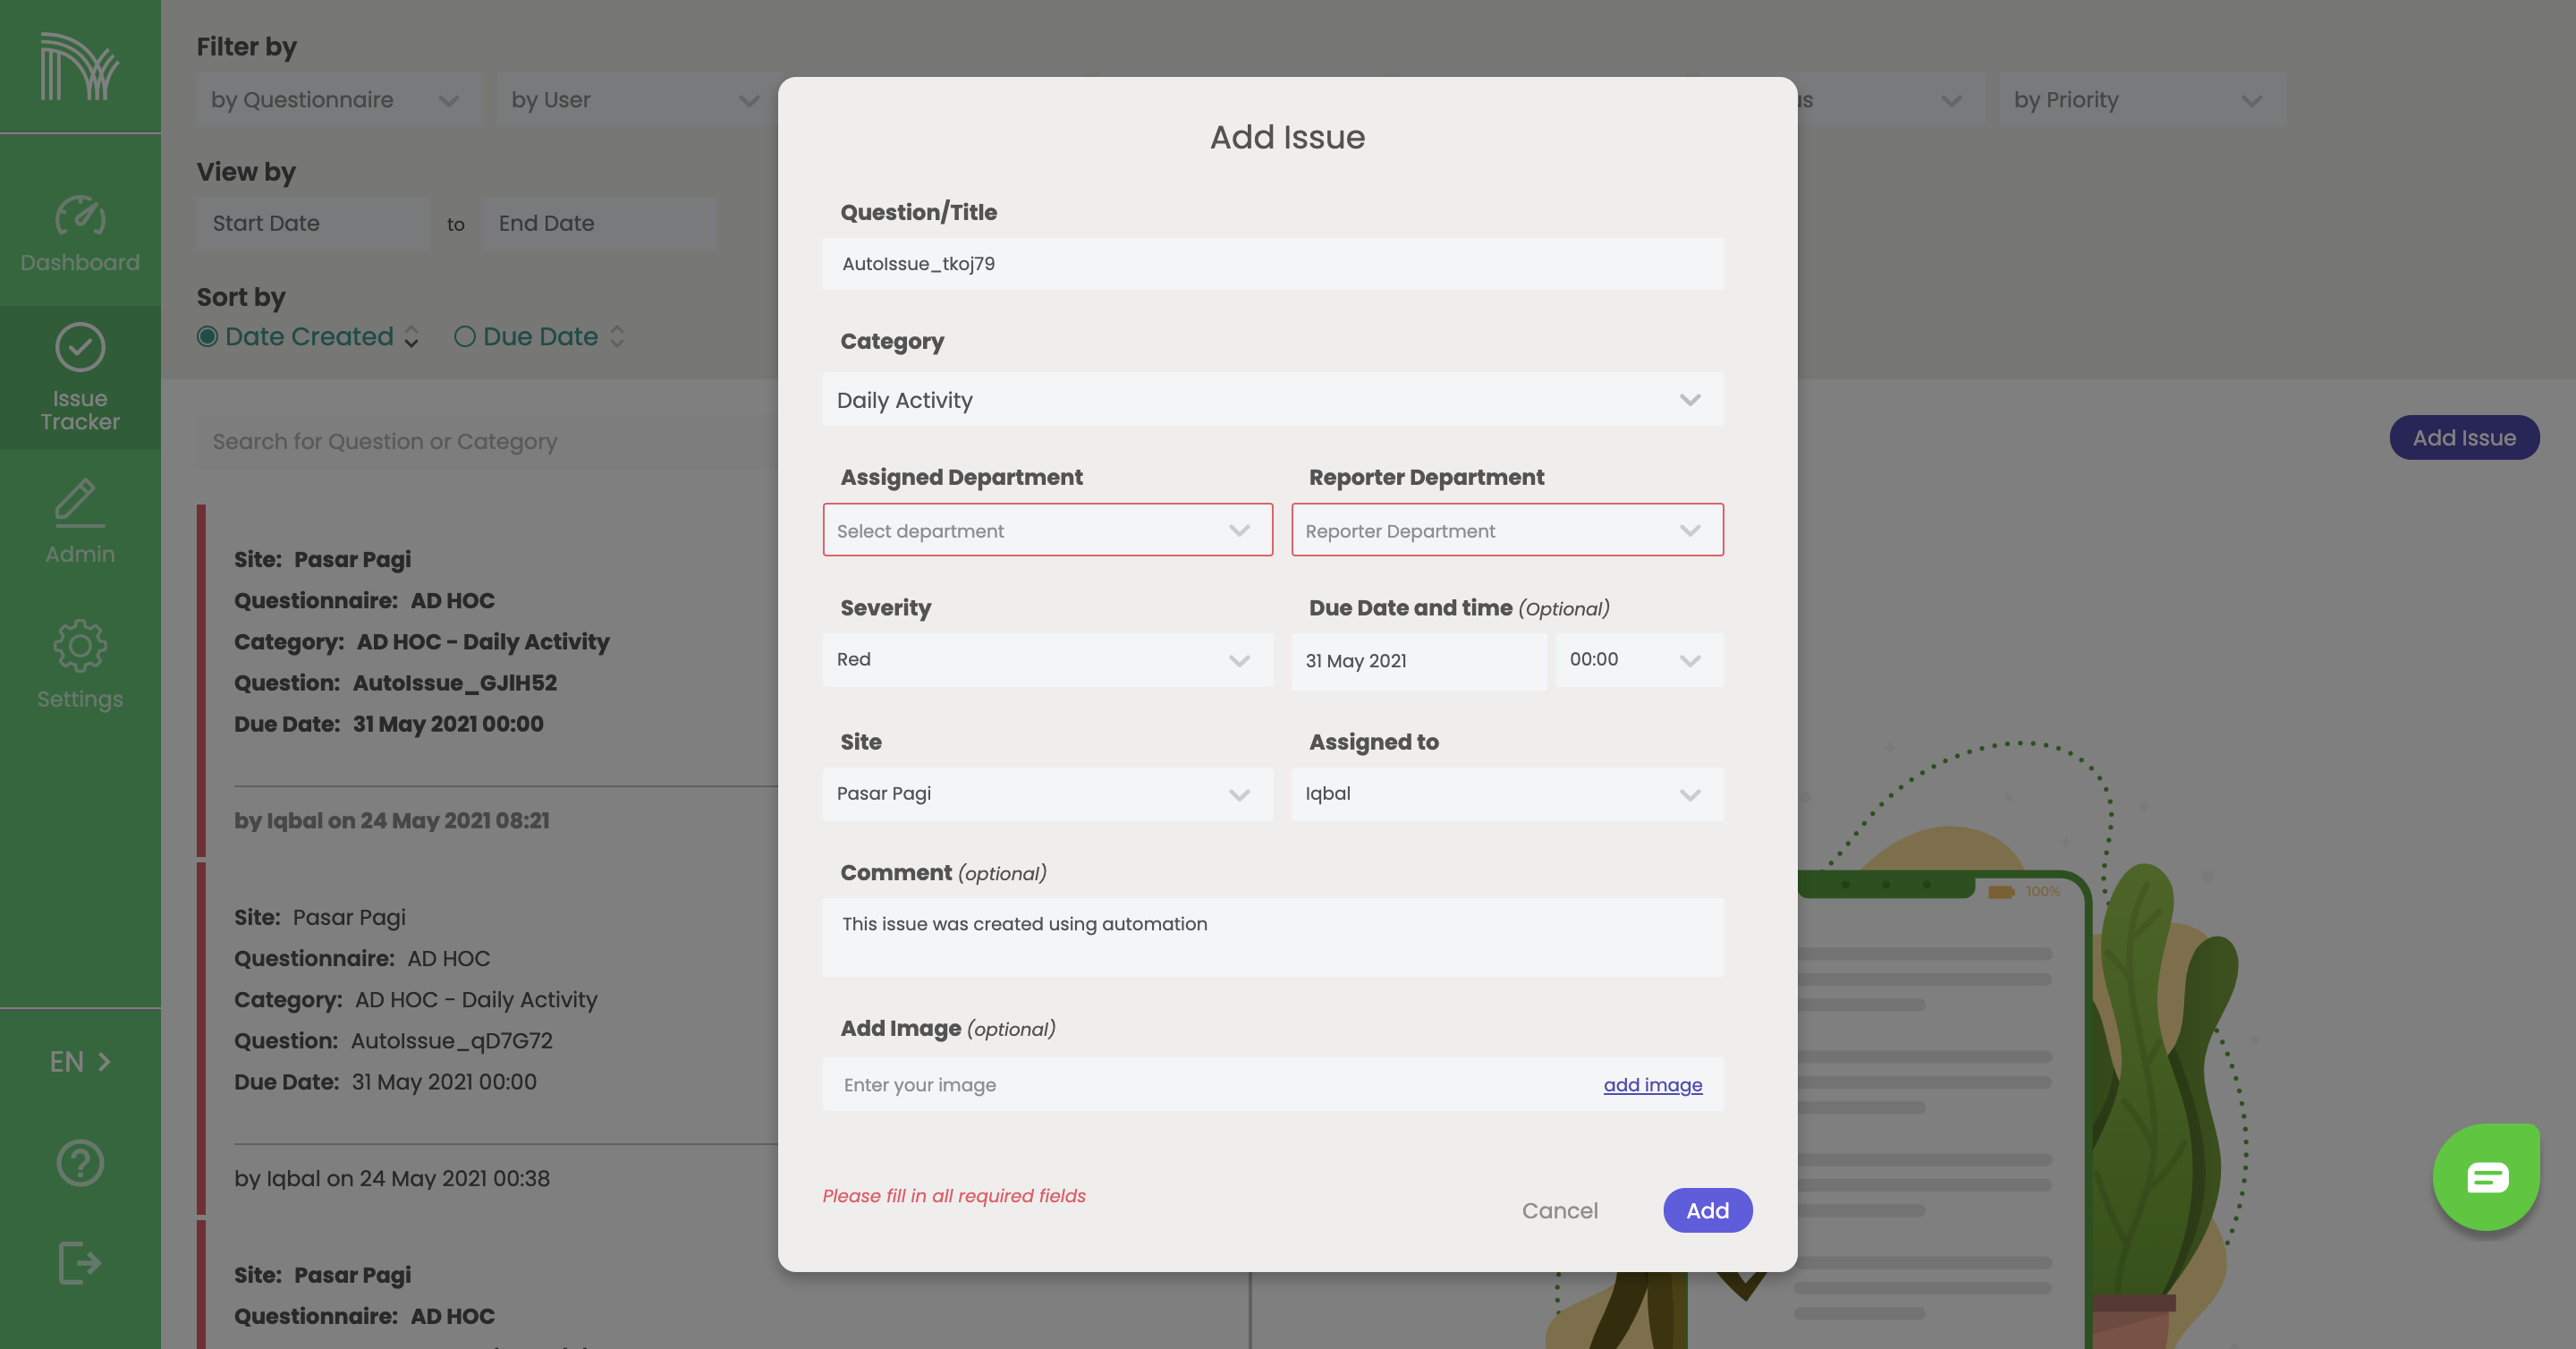 Filter by
by Questionnaire
by User
us
by Priority
View by
Start Date
to
End Date
Sort by
Date Created
Due Date
Dashboard
Issue
Tracker
Admin
Settings
EN
Search for Question or Category
Add Issue
Site: Pasar Pagi
Questionnaire: AD HOC
Category: AD HOC - Daily Activity
Question: AutoIssue_GJlH52
Due Date: 31 May 2021 00:00
by Iqbal on 24 May 2021 08:21
Site: Pasar Pagi
Questionnaire: AD HOC
Category: AD HOC - Daily Activity
Question: AutoIssue_qD7G72
Due Date: 31 May 2021 00:00
by Iqbal on 24 May 2021 00:38
Site: Pasar Pagi
Questionnaire: AD HOC
Add Issue
Question/Title
AutoIssue_tkoj79
Category
Daily Activity
Assigned Department
Reporter Department
Select department
Reporter Department
Severity
Due Date and time (Optional)
Red
31 May 2021
00:00
Site
Assigned to
Pasar Pagi
Iqbal
Comment (optional)
This issue was created using automation
Add Image (optional)
Enter your image
add image
Please fill in all required fields
Cancel
Add
100%